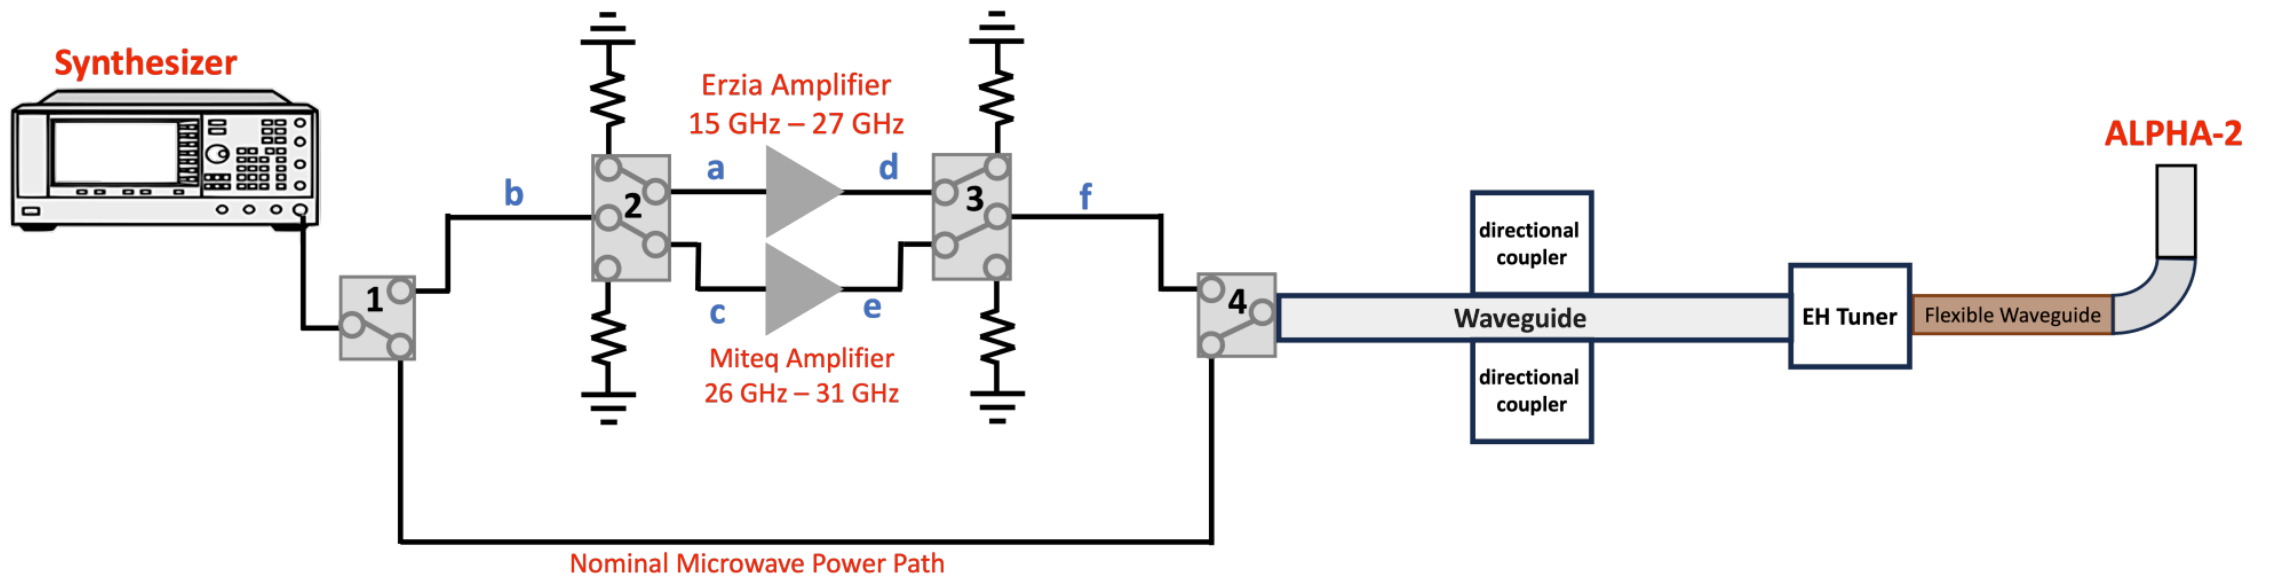 Synthesizer
Erzia Amplifier
15 GHz – 27 GHz
ALPHA-2
a
d
b
2
3
f
directional
coupler
1
4
c
e
Waveguide
EH Tuner
Flexible Waveguide
Miteq Amplifier
26 GHz – 31 GHz
directional
coupler
Nominal Microwave Power Path